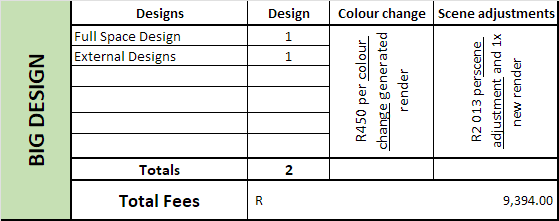 BIG DESIGN
Designs Design Colour change Scene adjustments
Full Space Design 1
External Designs 1
R450 per colour
change generated
render
R2 013 perscene
adjustment and 1x
new render
Totals 2
Total Fees R 9,394.00